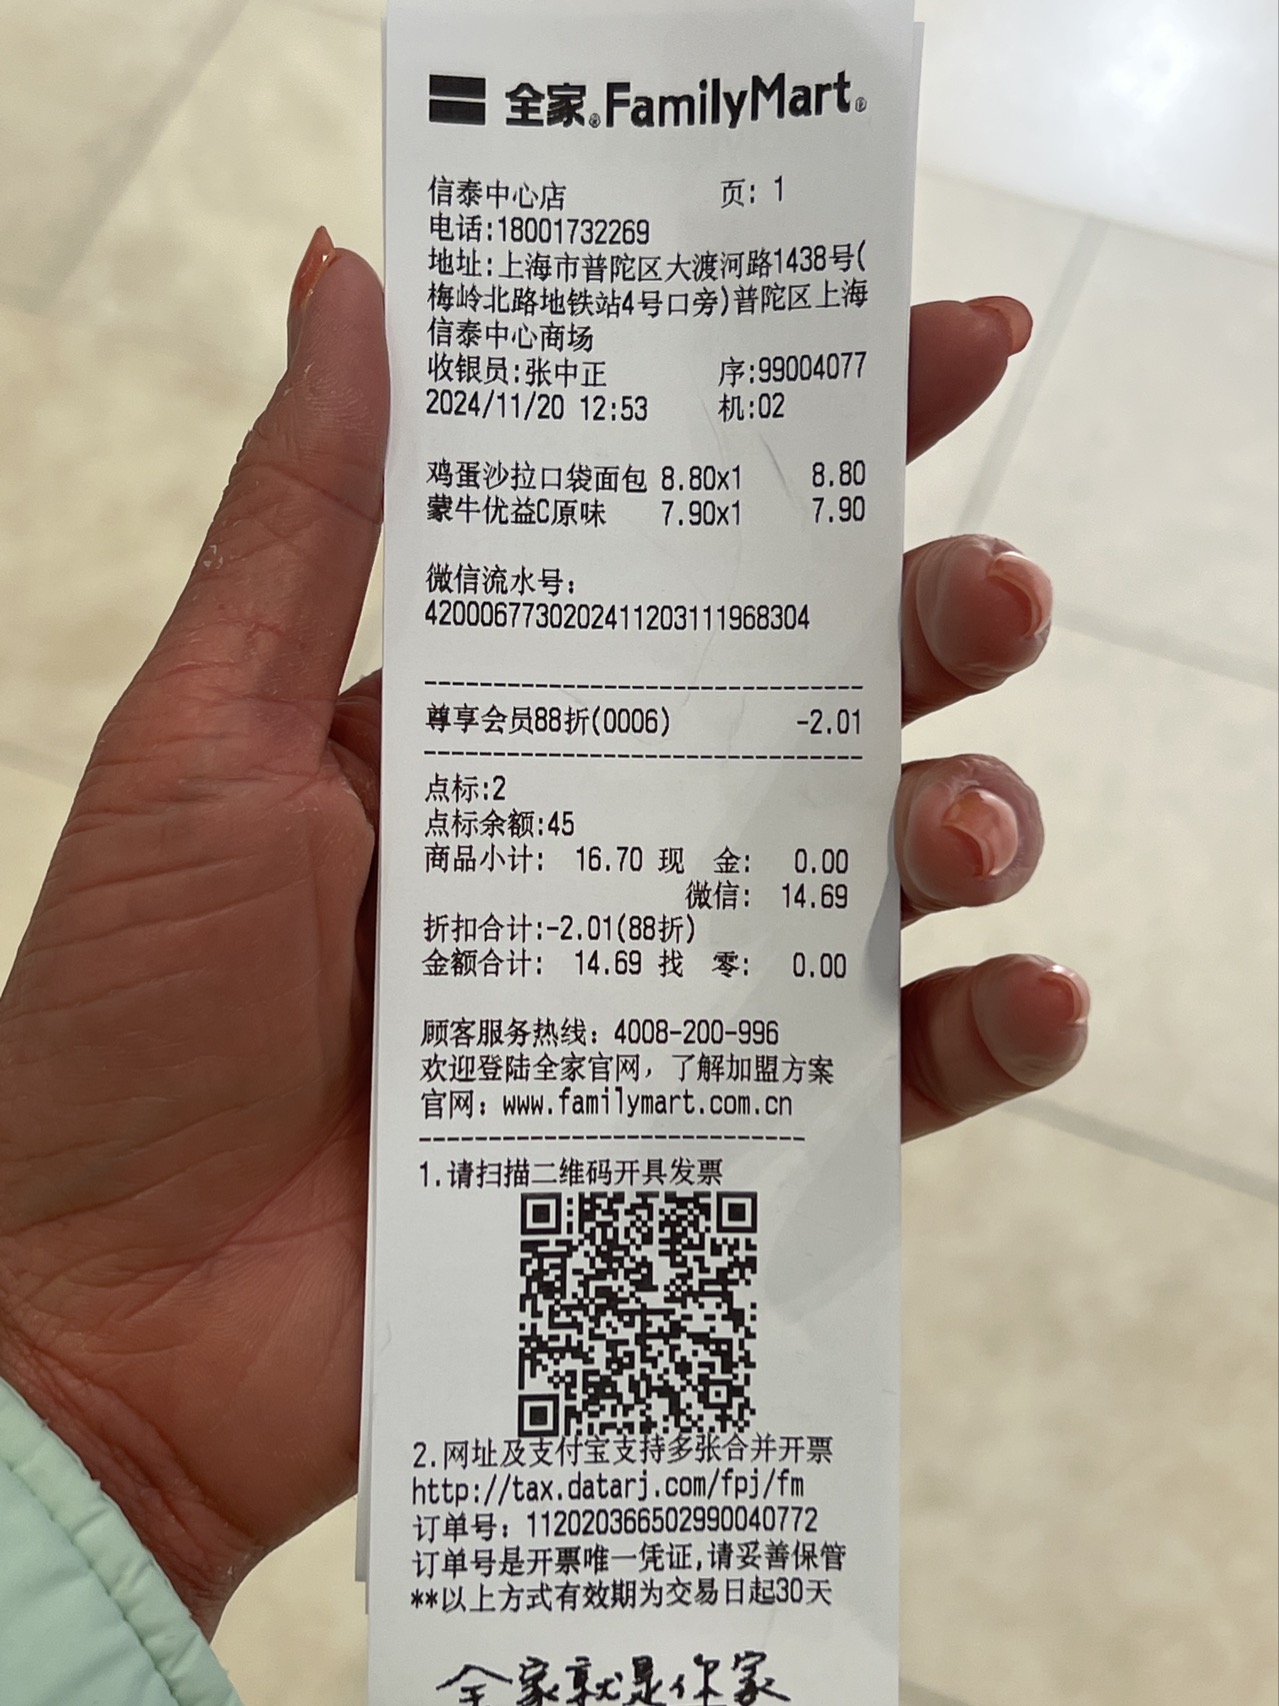 全家®FamilyMart®
信泰中心店 页: 1
电话:18001732269
地址:上海市普陀区大渡河路1438号(
梅岭北路地铁站4号口旁)普陀区上海
信泰中心商场
收银员:张中正 序:99004077
2024/11/20 12:53 机:02
鸡蛋沙拉口袋面包 8.80x1 8.80
蒙牛优益C原味 7.90x1 7.90
微信流水号:
4200067730202411203111968304
--------------------------------
尊享会员88折(0006) -2.01
--------------------------------
点标:2
点标余额:45
商品小计: 16.70 现 金: 0.00
微信: 14.69
折扣合计:-2.01(88折)
金额合计: 14.69 找 零: 0.00
顾客服务热线: 4008-200-996
欢迎登陆全家官网, 了解加盟方案
官网: www.familymart.com.cn
----------------------------
1.请扫描二维码开具发票
2.网址及支付宝支持多张合并开票
http://tax.datarj.com/fpj/fm
订单号: 112020366502990040772
订单号是开票唯一凭证,请妥善保管
**以上方式有效期为交易日起30天
全家就是你家